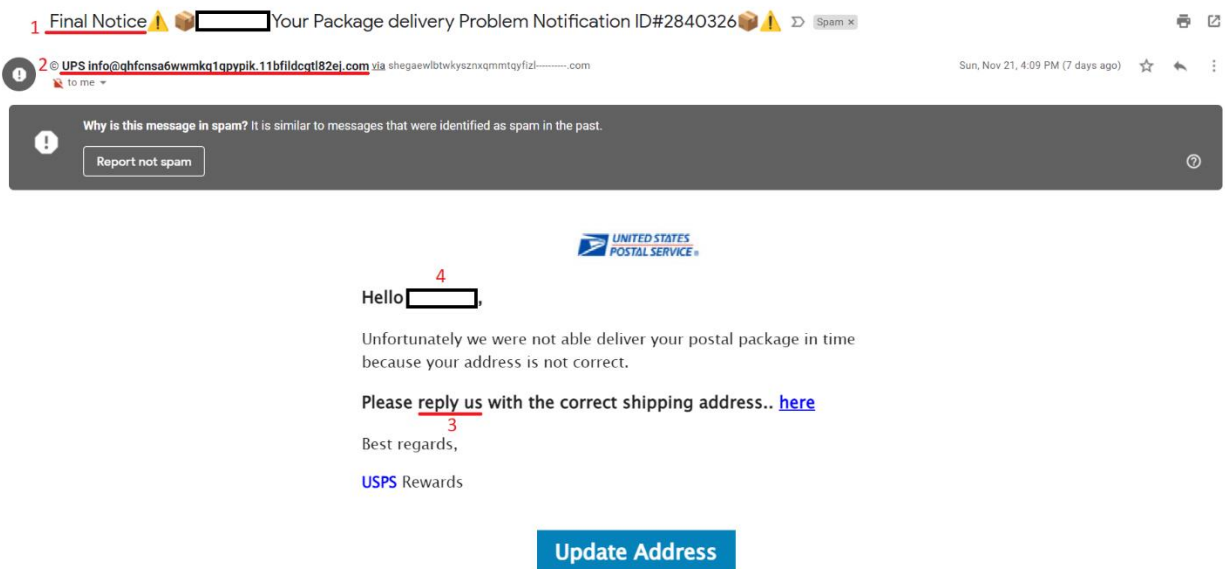 1 Final Notice⚠️ 📦 Your Package delivery Problem Notification ID#2840326📦⚠️ Spam ×
2 © UPS info@qhfcnsa6wwmkq1qpypik.11bfildcgtl82ej.com via shegaewlbtwkysznxqmmtqyfizl---------.com Sun, Nov 21, 4:09 PM (7 days ago)
to me
Why is this message in spam? It is similar to messages that were identified as spam in the past.
Report not spam
UNITED STATES
POSTAL SERVICE ®
4
Hello ,
Unfortunately we were not able deliver your postal package in time
because your address is not correct.
Please reply us with the correct shipping address.. here
3
Best regards,
USPS Rewards
Update Address